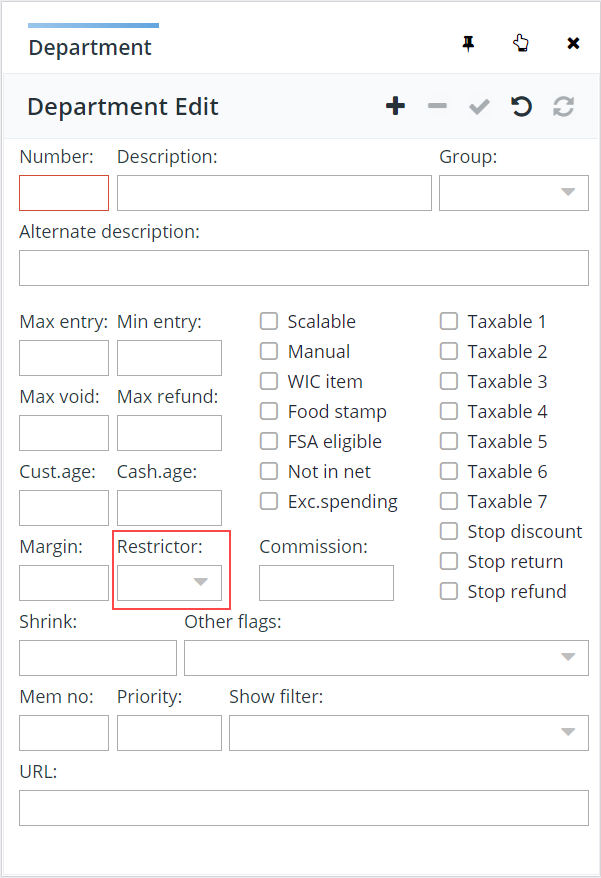 Department
Department Edit
Number: Description: Group:
Alternate description:
Max entry: Min entry: Scalable Taxable 1
Manual Taxable 2
WIC item Taxable 3
Max void: Max refund: Food stamp Taxable 4
FSA eligible Taxable 5
Cust.age: Cash.age: Not in net Taxable 6
Exc.spending Taxable 7
Stop discount
Margin: Restrictor: Commission: Stop return
Stop refund
Shrink: Other flags:
Mem no: Priority: Show filter:
URL: